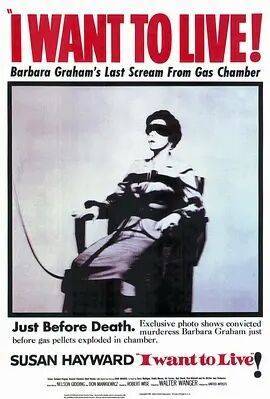 "I WANT TO LIVE!
Barbara Graham's Last Scream From Gas Chamber
Just Before Death. Exclusive photo shows convicted
murderess Barbara Graham just
before gas pellets exploded in chamber.
SUSAN HAYWARD "I want to Live!
NELSON GIDDING DON MANKIEWICZ ROBERT WISE WALTER WANGER UNITED ARTISTS